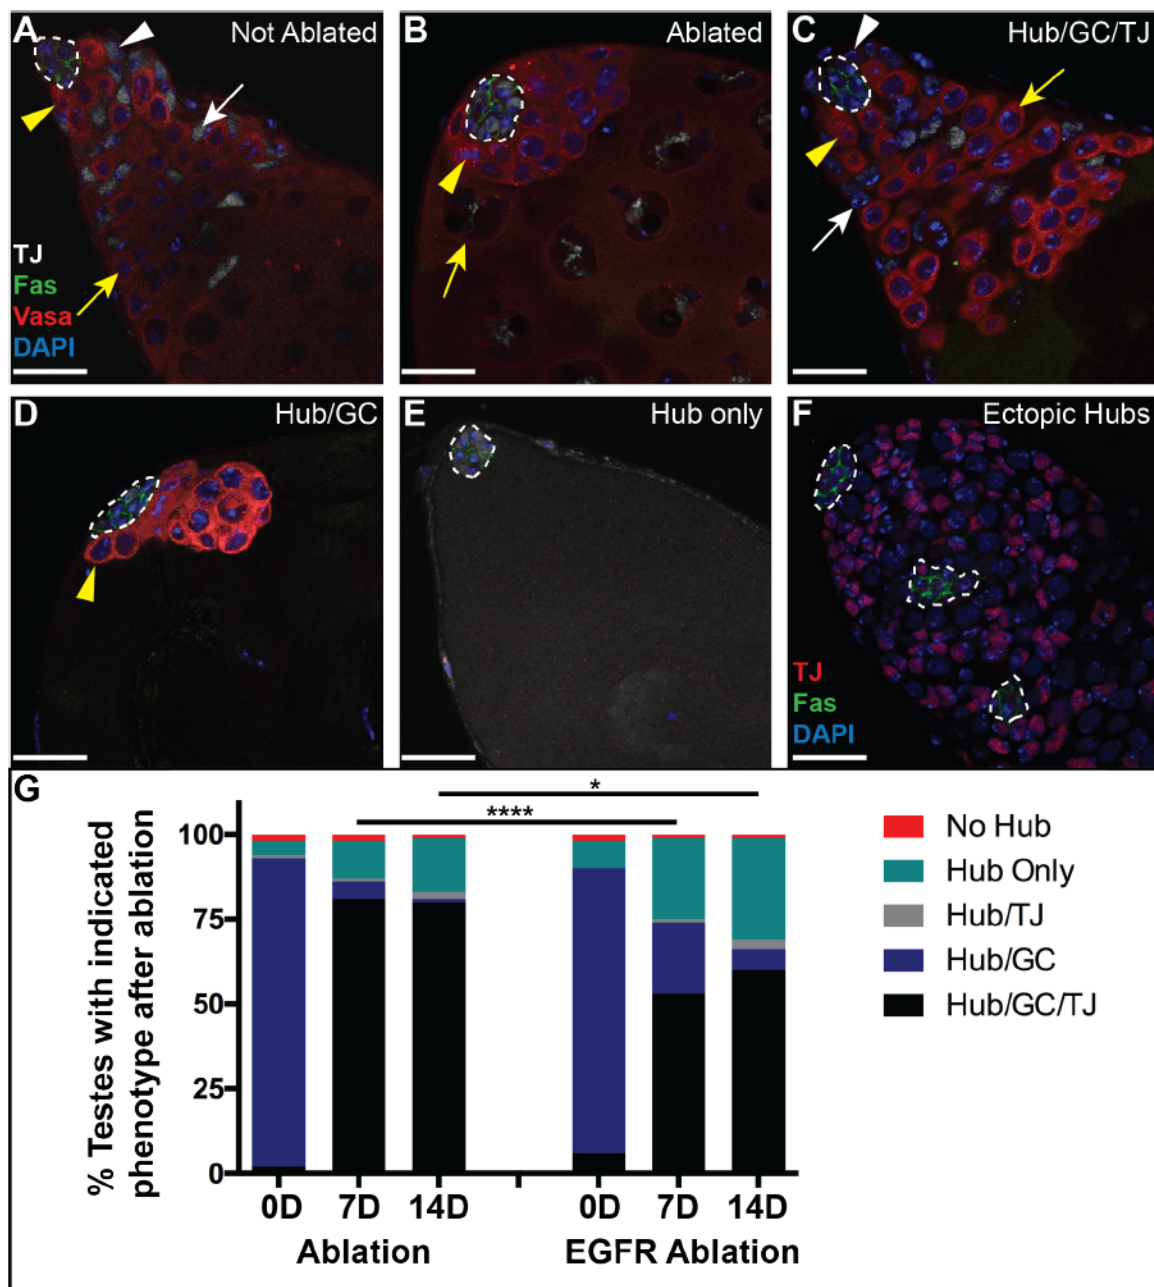 A Not Ablated
TJ
Fas
Vasa
DAPI
B Ablated
C Hub/GC/TJ
D Hub/GC
E Hub only
F Ectopic Hubs
TJ
Fas
DAPI
G
*
****
% Testes with indicated
phenotype after ablation
100
75
50
25
0
0D 7D 14D 0D 7D 14D
Ablation EGFR Ablation
No Hub
Hub Only
Hub/TJ
Hub/GC
Hub/GC/TJ